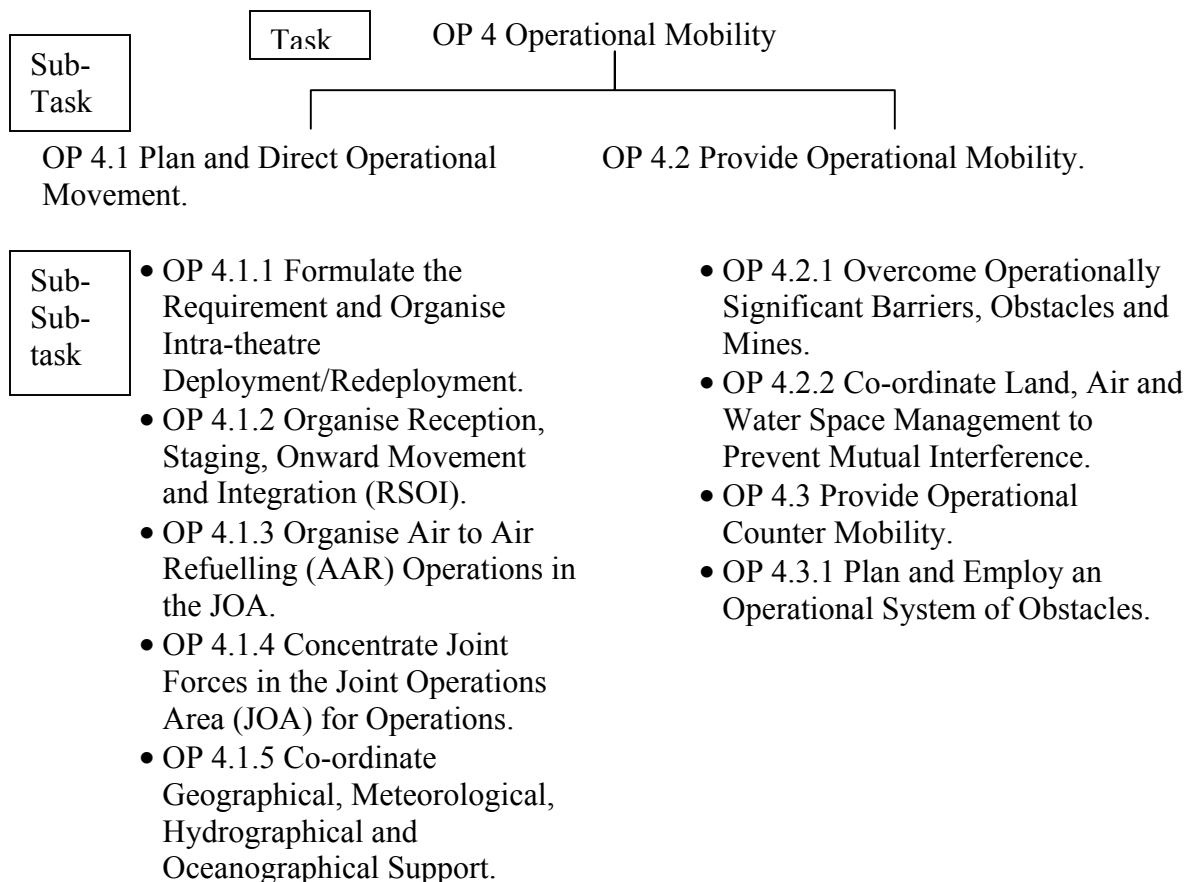 Task
OP 4 Operational Mobility
Sub-
Task
OP 4.1 Plan and Direct Operational
Movement.
OP 4.2 Provide Operational Mobility.
Sub-
Sub-
task
• OP 4.1.1 Formulate the
Requirement and Organise
Intra-theatre
Deployment/Redeployment.
• OP 4.1.2 Organise Reception,
Staging, Onward Movement
and Integration (RSOI).
• OP 4.1.3 Organise Air to Air
Refuelling (AAR) Operations in
the JOA.
• OP 4.1.4 Concentrate Joint
Forces in the Joint Operations
Area (JOA) for Operations.
• OP 4.1.5 Co-ordinate
Geographical, Meteorological,
Hydrographical and
Oceanographical Support.
• OP 4.2.1 Overcome Operationally
Significant Barriers, Obstacles and
Mines.
• OP 4.2.2 Co-ordinate Land, Air and
Water Space Management to
Prevent Mutual Interference.
• OP 4.3 Provide Operational
Counter Mobility.
• OP 4.3.1 Plan and Employ an
Operational System of Obstacles.